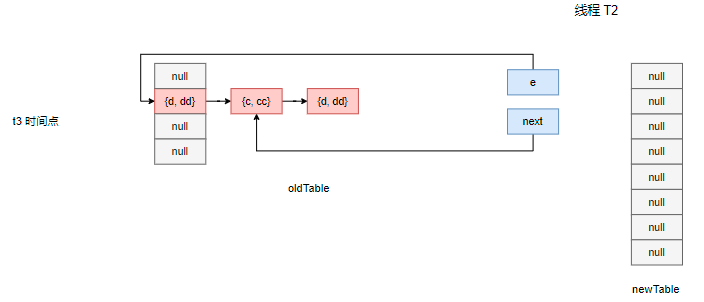 线程 T2
null
{d, dd}
{c, cc}
{d, dd}
null
null
t3 时间点
e
next
oldTable
null
null
null
null
null
null
null
null
newTable